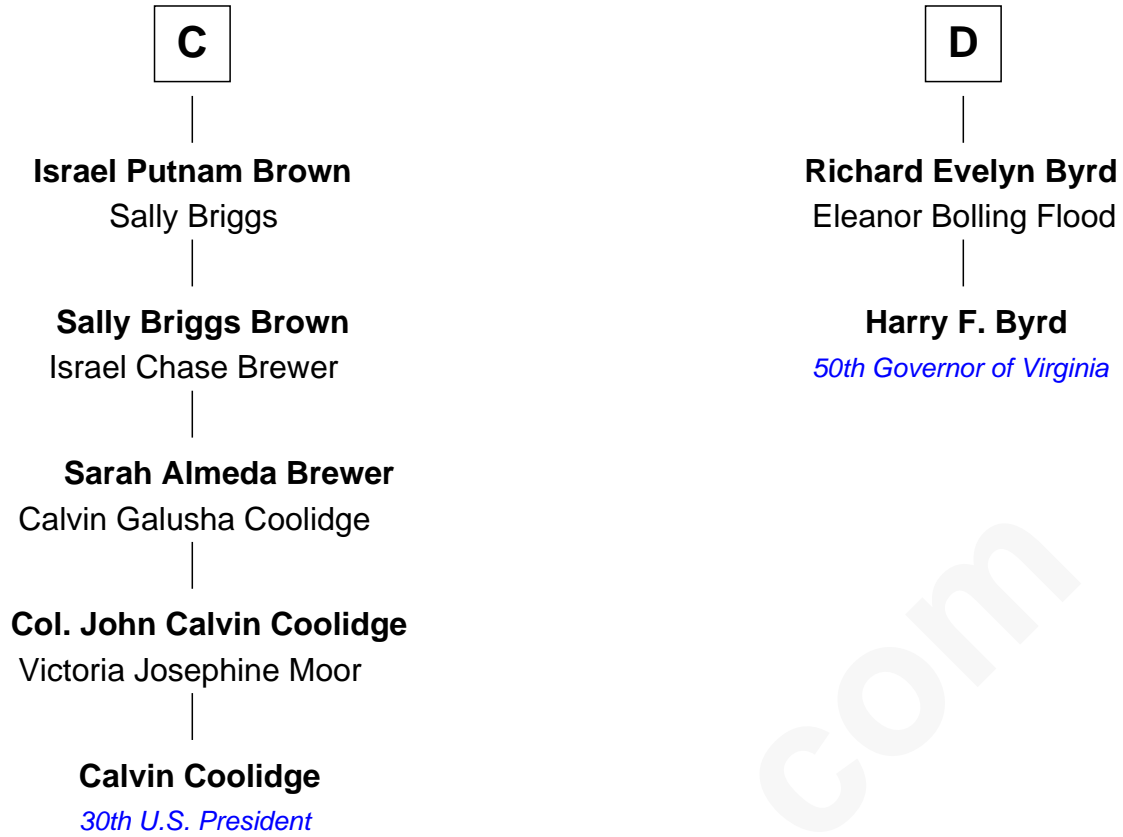 C
Israel Putnam Brown
Sally Briggs
Sally Briggs Brown
Israel Chase Brewer
Sarah Almeda Brewer
Calvin Galusha Coolidge
Col. John Calvin Coolidge
Victoria Josephine Moor
Calvin Coolidge
30th U.S. President
D
Richard Evelyn Byrd
Eleanor Bolling Flood
Harry F. Byrd
50th Governor of Virginia
com